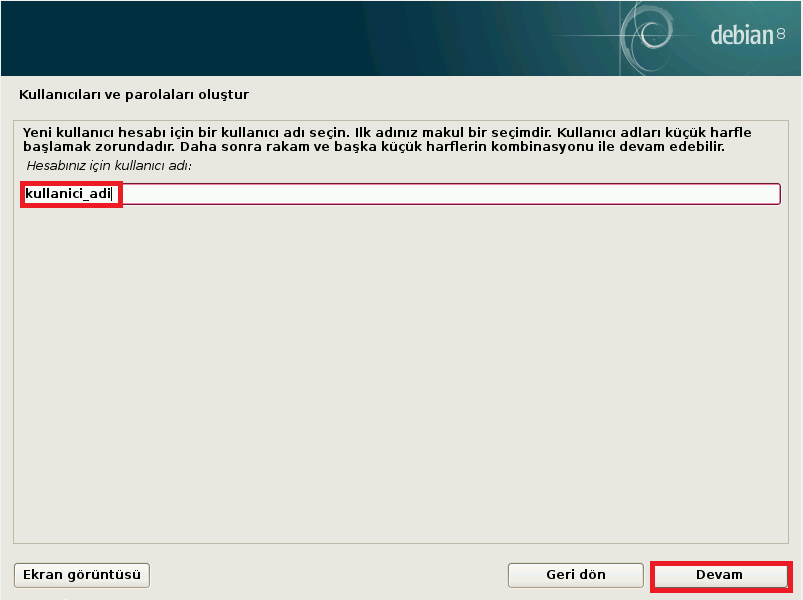 debian 8
Kullanıcıları ve parolaları oluştur
Yeni kullanıcı hesabı için bir kullanıcı adı seçin. Ilk adınız makul bir seçimdir. Kullanıcı adları küçük harfle
başlamak zorundadır. Daha sonra rakam ve başka küçük harflerin kombinasyonu ile devam edebilir.
Hesabınız için kullanıcı adı:
kullanici_adi
Ekran görüntüsü
Geri dön
Devam